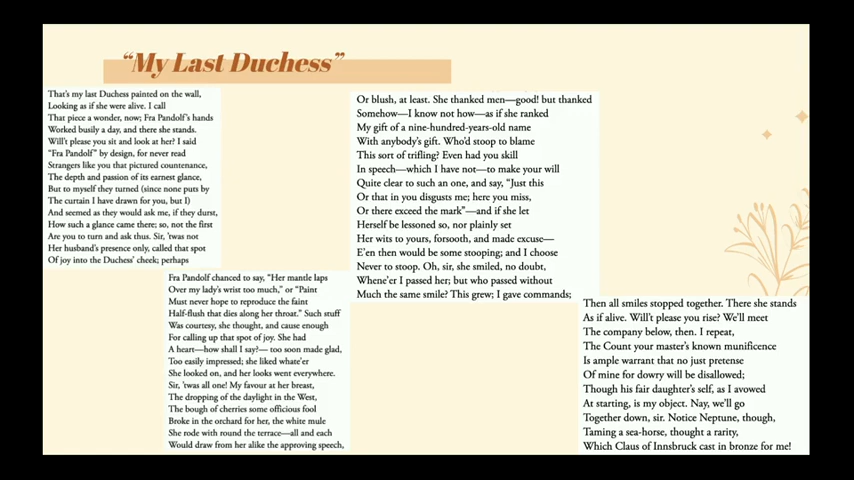 “My Last Duchess”
That's my last Duchess painted on the wall,
Looking as if she were alive. I call
That piece a wonder, now; Fra Pandolf's hands
Worked busily a day, and there she stands.
Will't please you sit and look at her? I said
“Fra Pandolf” by design, for never read
Strangers like you that pictured countenance,
The depth and passion of its earnest glance,
But to myself they turned (since none puts by
The curtain I have drawn for you, but I)
And seemed as they would ask me, if they durst,
How such a glance came there; so, not the first
Are you to turn and ask thus. Sir, 'twas not
Her husband's presence only, called that spot
Of joy into the Duchess' cheek; perhaps
Fra Pandolf chanced to say, “Her mantle laps
Over my lady's wrist too much,” or “Paint
Must never hope to reproduce the faint
Half-flush that dies along her throat.” Such stuff
Was courtesy, she thought, and cause enough
For calling up that spot of joy. She had
A heart—how shall I say?— too soon made glad,
Too easily impressed; she liked whate'er
She looked on, and her looks went everywhere.
Sir, 'twas all one! My favour at her breast,
The dropping of the daylight in the West,
The bough of cherries some officious fool
Broke in the orchard for her, the white mule
She rode with round the terrace—all and each
Would draw from her alike the approving speech,
Or blush, at least. She thanked men—good! but thanked
Somehow—I know not how—as if she ranked
My gift of a nine-hundred-years-old name
With anybody's gift. Who'd stoop to blame
This sort of trifling? Even had you skill
In speech—which I have not—to make your will
Quite clear to such an one, and say, “Just this
Or that in you disgusts me; here you miss,
Or there exceed the mark”—and if she let
Herself be lessoned so, nor plainly set
Her wits to yours, forsooth, and made excuse—
E'en then would be some stooping; and I choose
Never to stoop. Oh, sir, she smiled, no doubt,
Whene'er I passed her; but who passed without
Much the same smile? This grew; I gave commands;
Then all smiles stopped together. There she stands
As if alive. Will't please you rise? We'll meet
The company below, then. I repeat,
The Count your master's known munificence
Is ample warrant that no just pretense
Of mine for dowry will be disallowed;
Though his fair daughter's self, as I avowed
At starting, is my object. Nay, we'll go
Together down, sir. Notice Neptune, though,
Taming a sea-horse, thought a rarity,
Which Claus of Innsbruck cast in bronze for me!